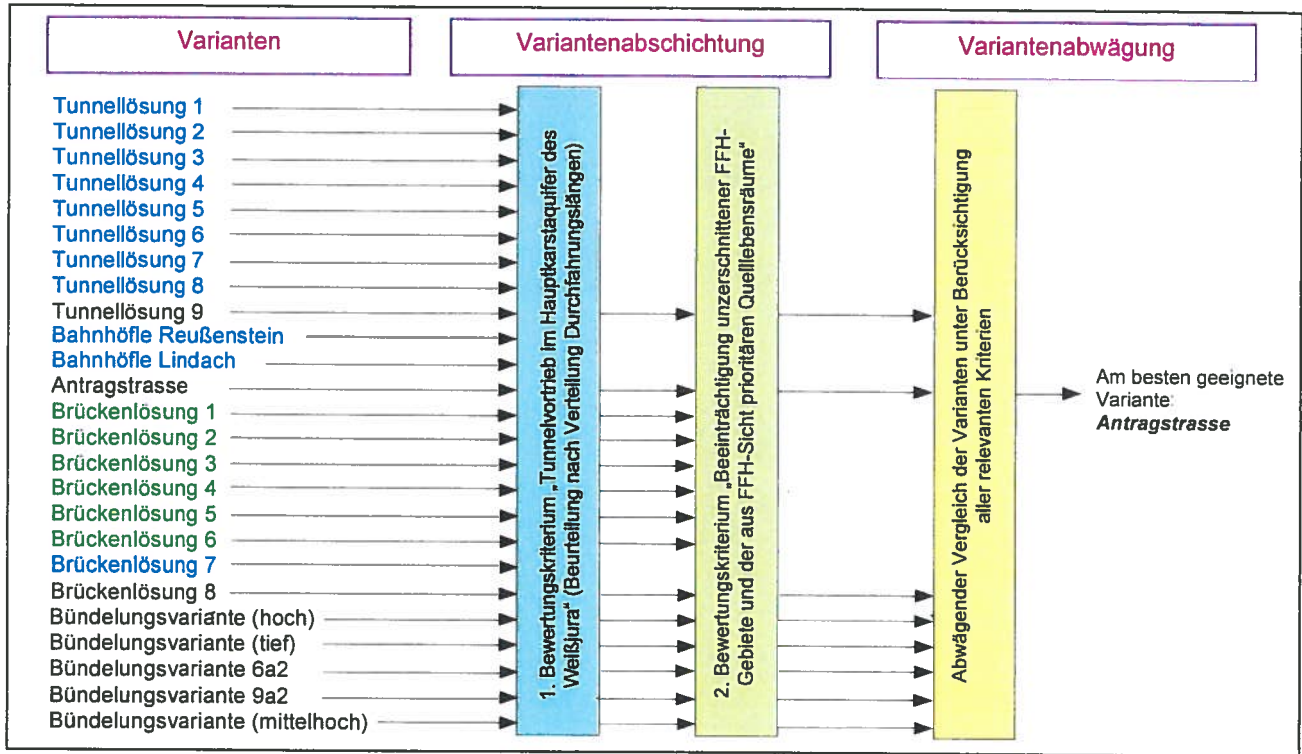 Varianten
Variantenabschichtung
Variantenabwägung
Tunnellösung 1
Tunnellösung 2
Tunnellösung 3
Tunnellösung 4
Tunnellösung 5
Tunnellösung 6
Tunnellösung 7
Tunnellösung 8
Tunnellösung 9
Bahnhöfle Reußenstein
Bahnhöfle Lindach
Antragstrasse
Brückenlösung 1
Brückenlösung 2
Brückenlösung 3
Brückenlösung 4
Brückenlösung 5
Brückenlösung 6
Brückenlösung 7
Brückenlösung 8
Bündelungsvariante (hoch)
Bündelungsvariante (tief)
Bündelungsvariante 6a2
Bündelungsvariante 9a2
Bündelungsvariante (mittelhoch)
1. Bewertungskriterium „Tunnelvortrieb im Hauptkarstaquifer des
Weißjura“ (Beurteilung nach Verteilung Durchfahrungslängen)
2. Bewertungskriterium „Beeinträchtigung unzerschnittener FFH-
Gebiete und der aus FFH-Sicht prioritären Quelllebensräume“
Abwägender Vergleich der Varianten unter Berücksichtigung
aller relevanten Kriterien
Am besten geeignete
Variante:
Antragstrasse